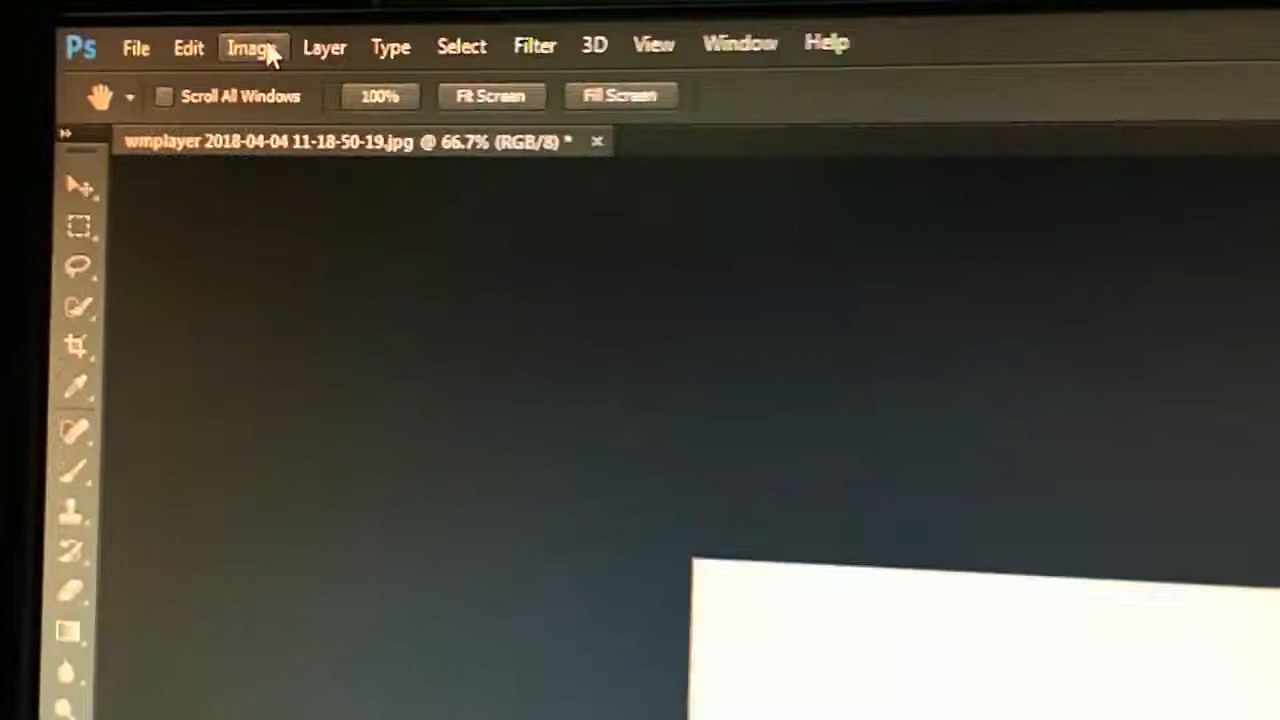 Ps File Edit Image Layer Type Select Filter 3D View Window Help
Scroll All Windows 100% Fit Screen Fill Screen
wmplayer 2018-04-04 11-18-50-19.jpg @ 66.7% (RGB/8) * ×